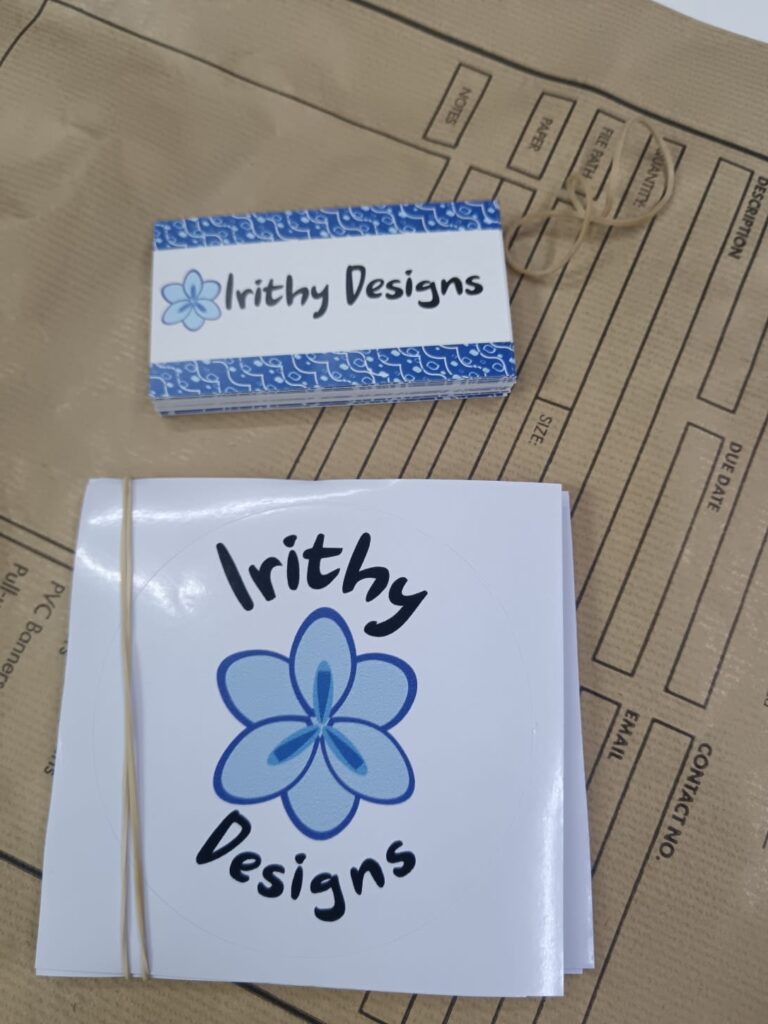 NOTES
PAPER
FILE PATH
QUANTITY:
DESCRIPTION
SIZE:
DUE DATE
EMAIL
CONTACT NO.
Irithy Designs
Irithy
Designs
PVC Banners